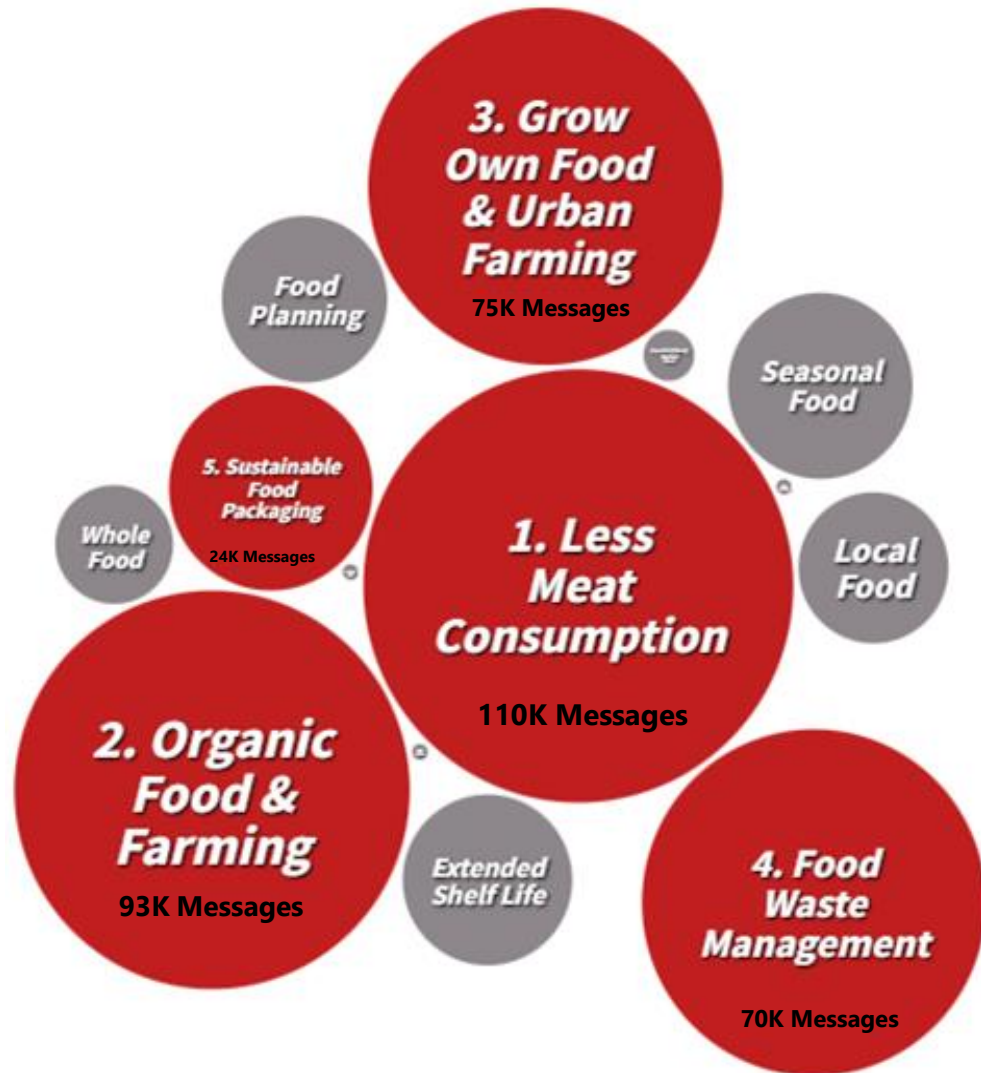 3. Grow
Own Food
& Urban
Farming
75K Messages
Food
Planning
Seasonal
Food
5. Sustainable
Food
Packaging
24K Messages
Whole
Food
1. Less
Meat
Consumption
110K Messages
Local
Food
2. Organic
Food &
Farming
93K Messages
Extended
Shelf Life
4. Food
Waste
Management
70K Messages